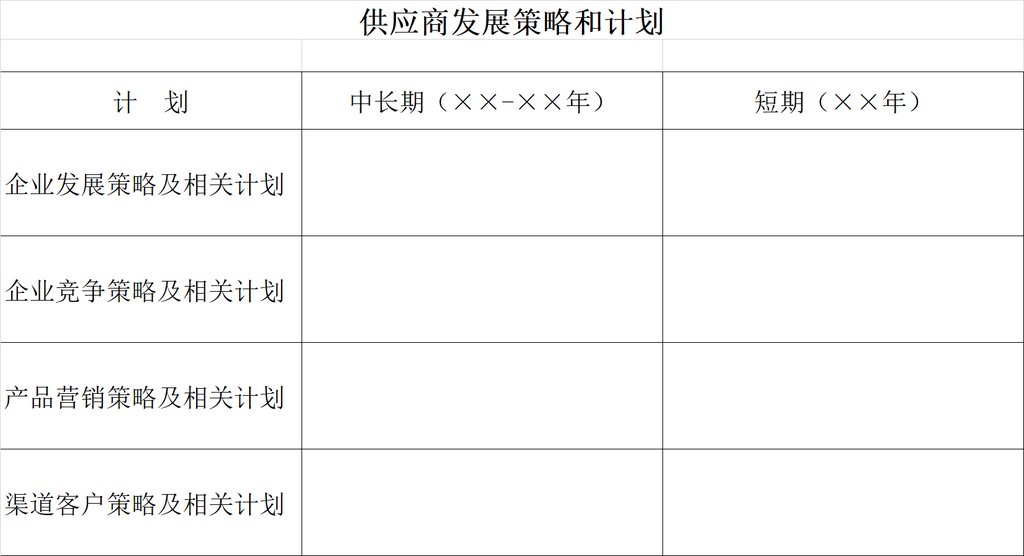 供应商发展策略和计划
计 划 中长期（××-××年） 短期（××年）
企业发展策略及相关计划
企业竞争策略及相关计划
产品营销策略及相关计划
渠道客户策略及相关计划